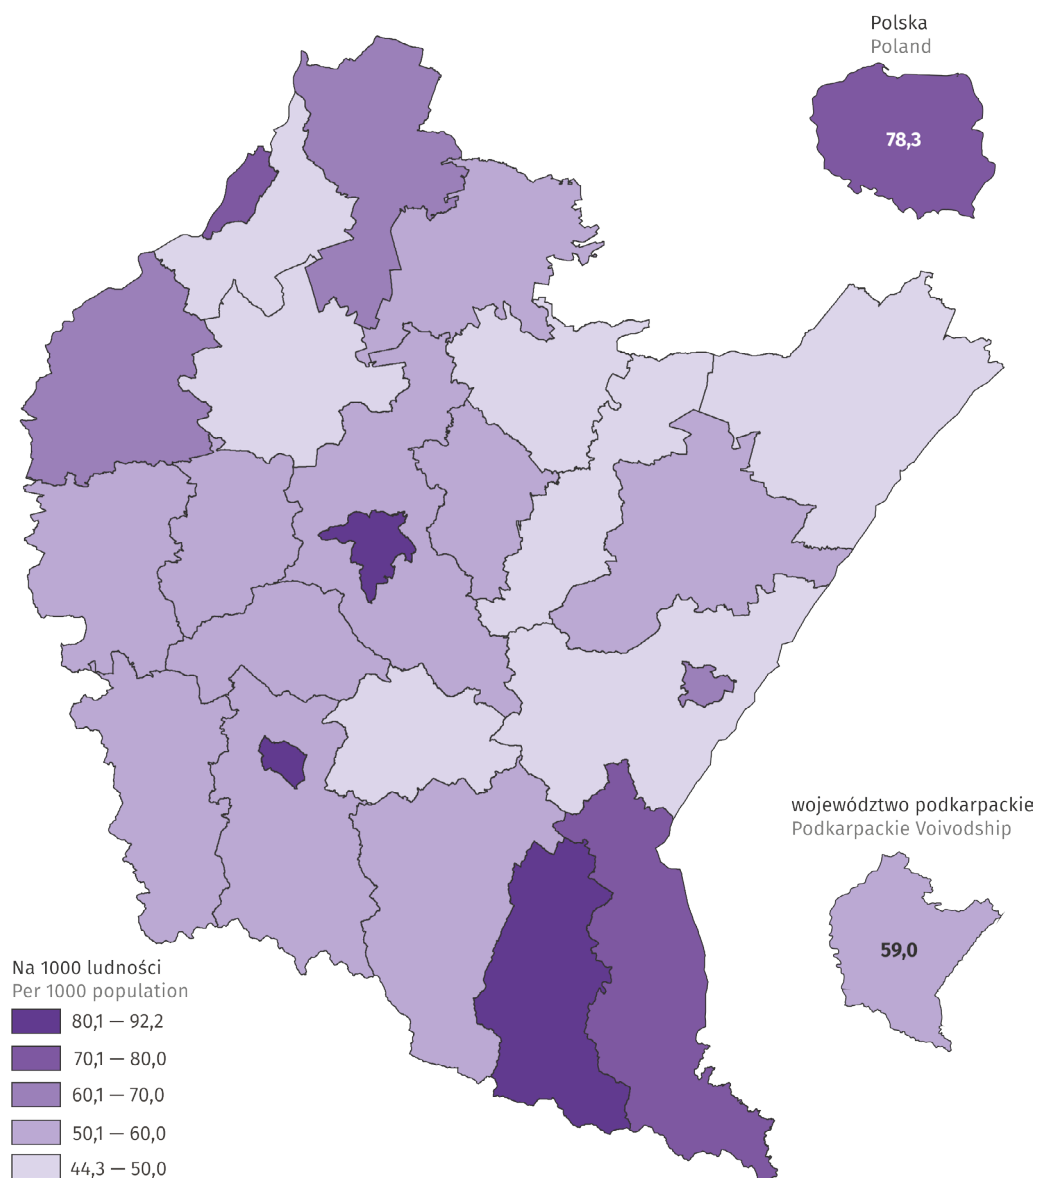 Polska
Poland
78,3
województwo podkarpackie
Podkarpackie Voivodship
59,0
Na 1000 ludności
Per 1000 population
80,1 — 92,2
70,1 — 80,0
60,1 — 70,0
50,1 — 60,0
44,3 — 50,0